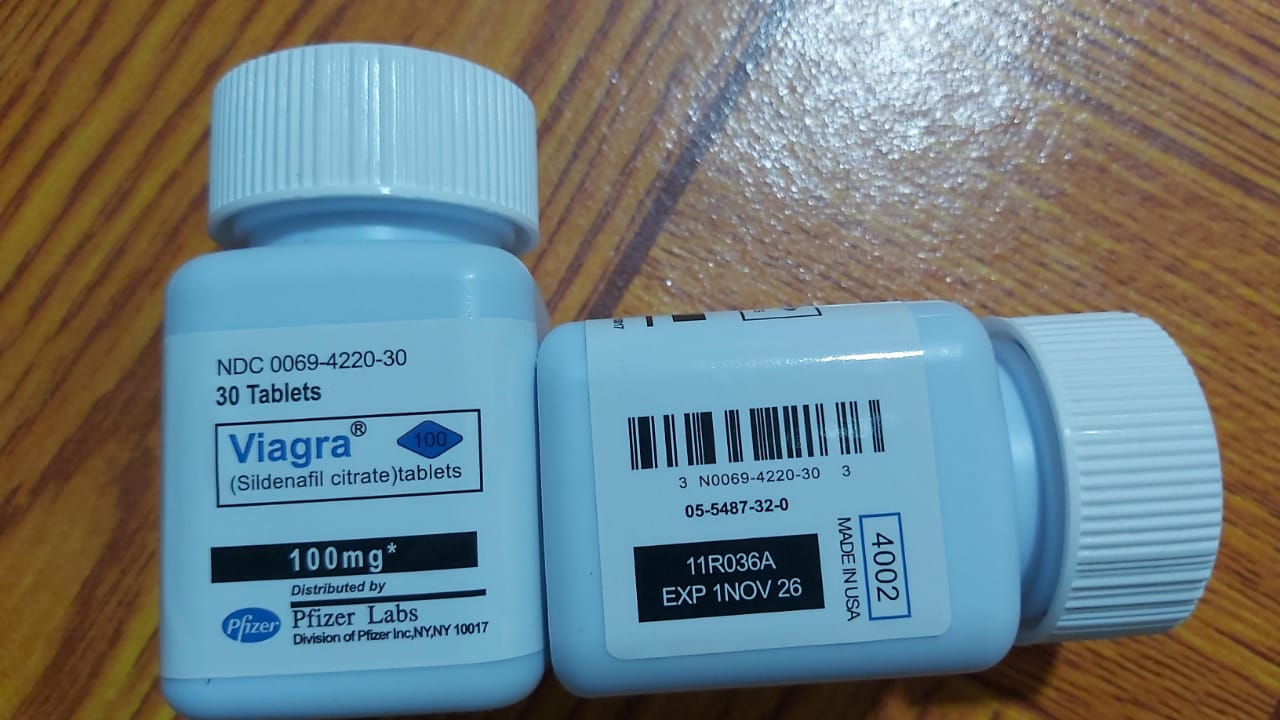 NDC 0069-4220-30
30 Tablets
Viagra®
100
(Sildenafil citrate)tablets
100mg*
Distributed by
Pfizer
Pfizer Labs
Division of Pfizer Inc,NY,NY 10017
3 N0069-4220-30 3
05-5487-32-0
11R036A
EXP 1NOV 26
MADE IN USA
4002